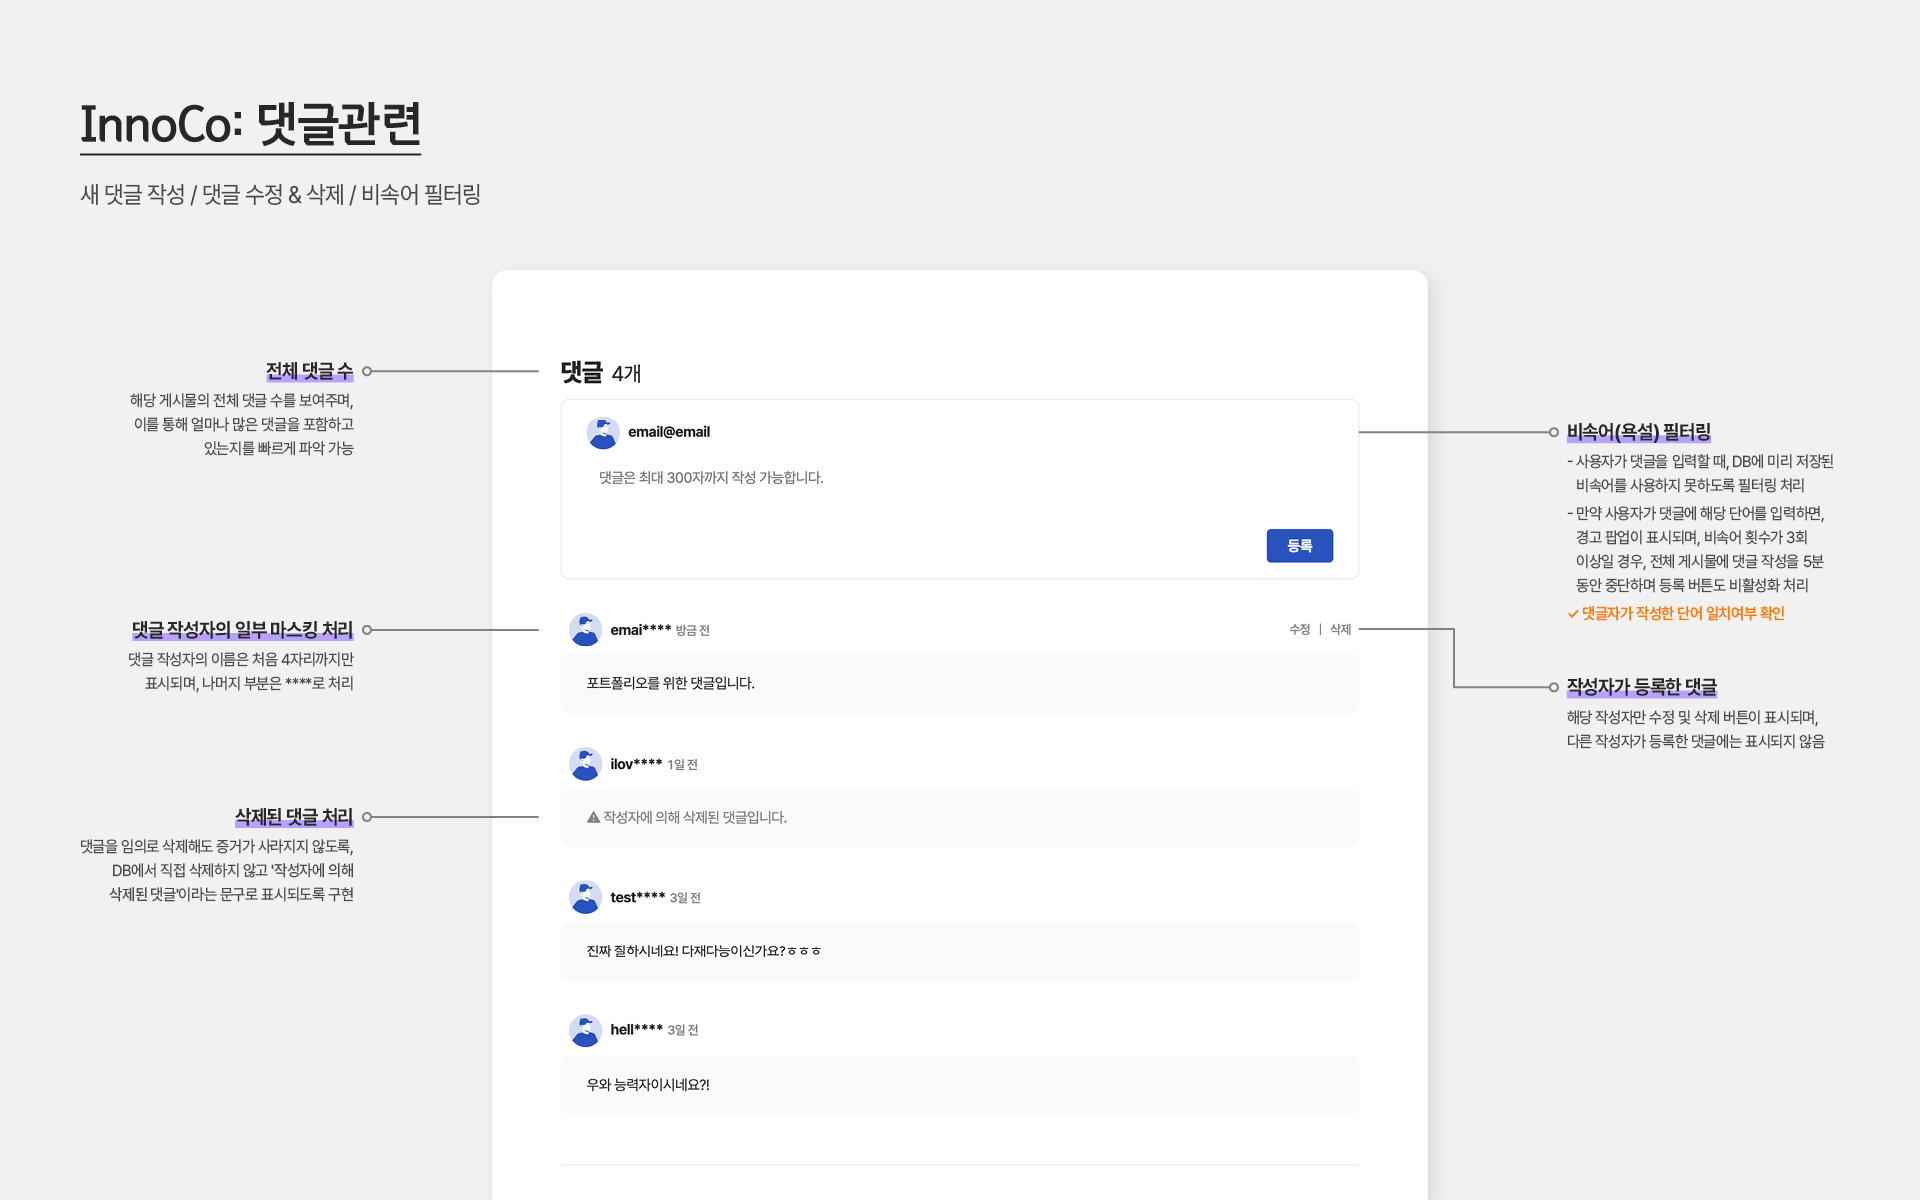 InnoCo: 댓글관련
새 댓글 작성 / 댓글 수정 & 삭제 / 비속어 필터링
전체 댓글 수
해당 게시물의 전체 댓글 수를 보여주며,
이를 통해 얼마나 많은 댓글을 포함하고
있는지를 빠르게 파악 가능
댓글 작성자의 일부 마스킹 처리
댓글 작성자의 이름은 처음 4자리까지만
표시되며, 나머지 부분은 ****로 처리
삭제된 댓글 처리
댓글을 임의로 삭제해도 증거가 사라지지 않도록,
DB에서 직접 삭제하지 않고 '작성자에 의해
삭제된 댓글'이라는 문구로 표시되도록 구현
댓글 4개
email@email
댓글은 최대 300자까지 작성 가능합니다.
등록
emai**** 방금 전
수정 | 삭제
포트폴리오를 위한 댓글입니다.
ilov**** 1일 전
작성자에 의해 삭제된 댓글입니다.
test**** 3일 전
진짜 질하시네요! 다재다능이신가요?ㅎㅎㅎ
hell**** 3일 전
우와 능력자이시네요?!
비속어(욕설) 필터링
- 사용자가 댓글을 입력할 때, DB에 미리 저장된
비속어를 사용하지 못하도록 필터링 처리
- 만약 사용자가 댓글에 해당 단어를 입력하면,
경고 팝업이 표시되며, 비속어 횟수가 3회
이상일 경우, 전체 게시물에 댓글 작성을 5분
동안 중단하며 등록 버튼도 비활성화 처리
✓ 댓글자가 작성한 단어 일치여부 확인
작성자가 등록한 댓글
해당 작성자만 수정 및 삭제 버튼이 표시되며,
다른 작성자가 등록한 댓글에는 표시되지 않음